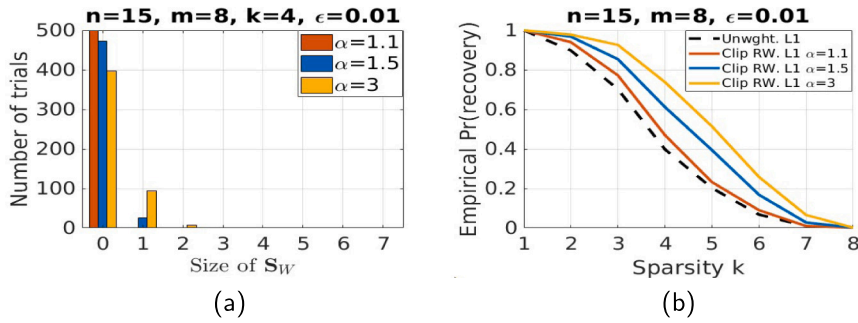 n=15, m=8, k=4, ϵ=0.01
Number of trials
500
400
300
200
100
0
α=1.1
α=1.5
α=3
0 1 2 3 4 5 6 7
Size of S_W
(a)
n=15, m=8, ϵ=0.01
Empirical Pr(recovery)
1
0.8
0.6
0.4
0.2
0
Unwght. L1
Clip RW. L1 α=1.1
Clip RW. L1 α=1.5
Clip RW. L1 α=3
1 2 3 4 5 6 7 8
Sparsity k
(b)